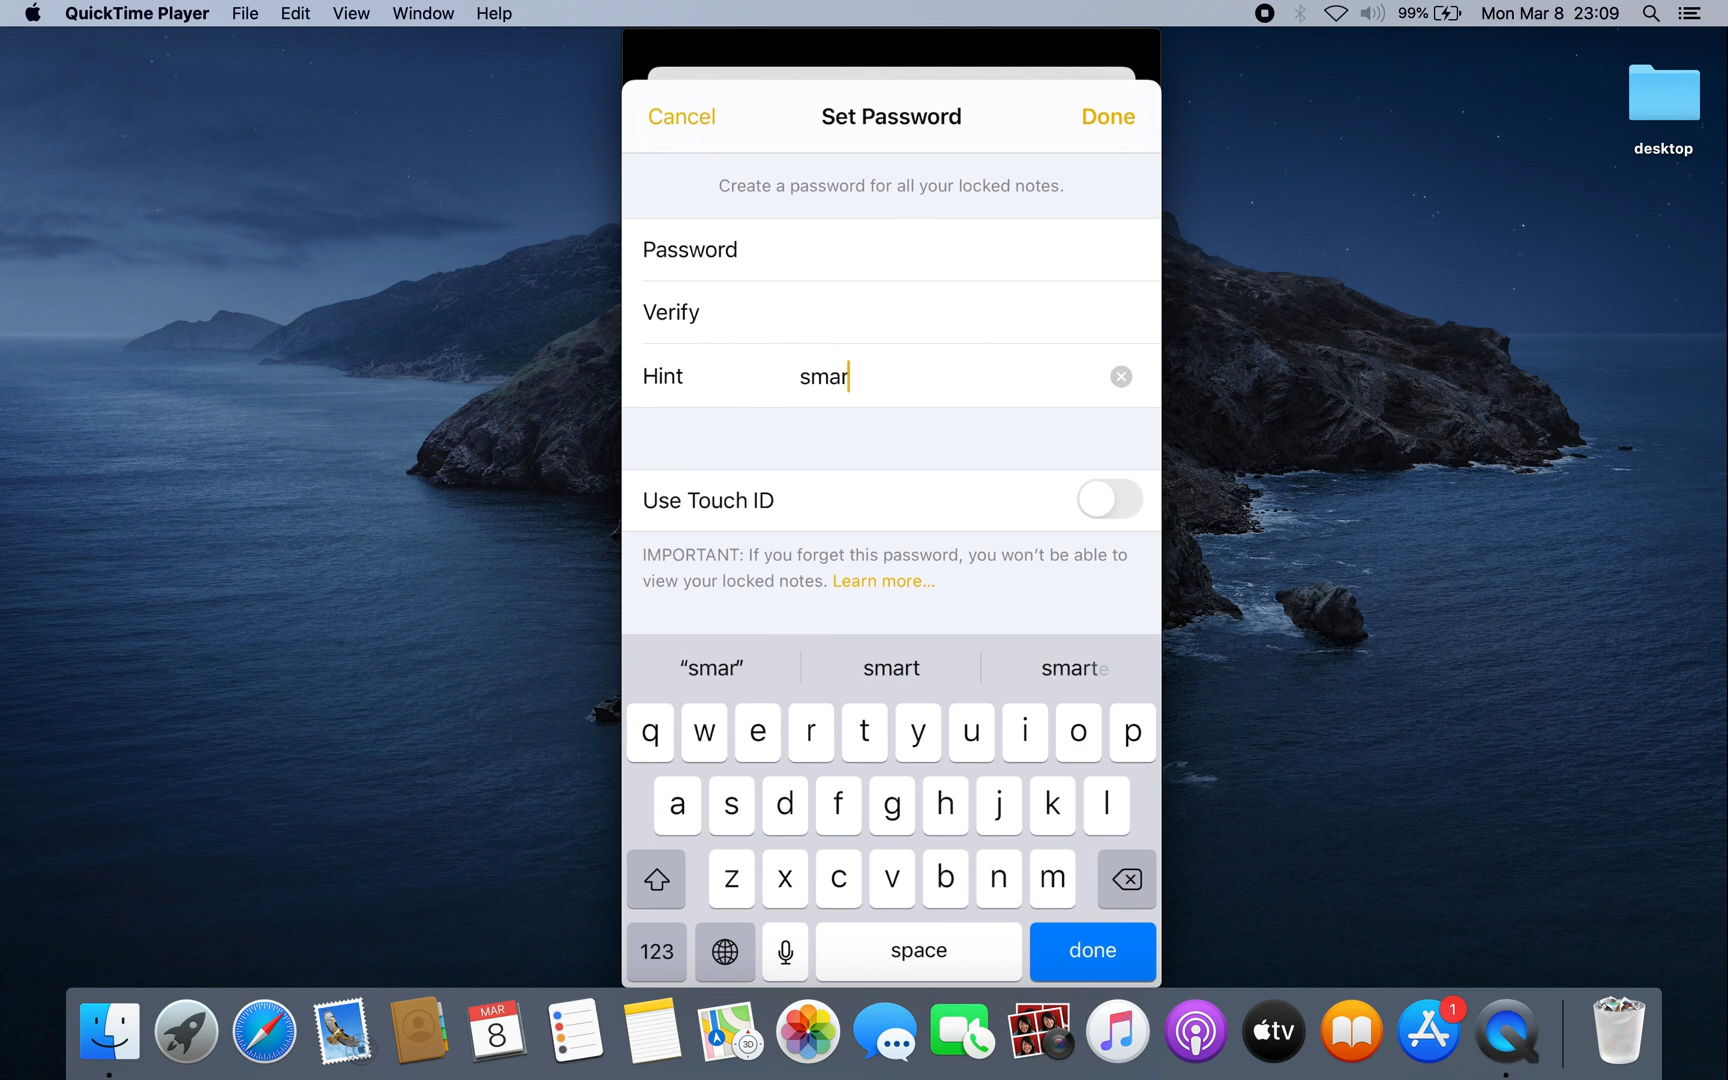 QuickTime Player File Edit View Window Help 99% Mon Mar 8 23:09
desktop
Cancel Set Password Done
Create a password for all your locked notes.
Password
Verify
Hint smar
Use Touch ID
IMPORTANT: If you forget this password, you won't be able to
view your locked notes. Learn more...
“smar” smart smarte
q w e r t y u i o p
a s d f g h j k l
z x c v b n m
123 space done
MAR
8
3D
tv
1